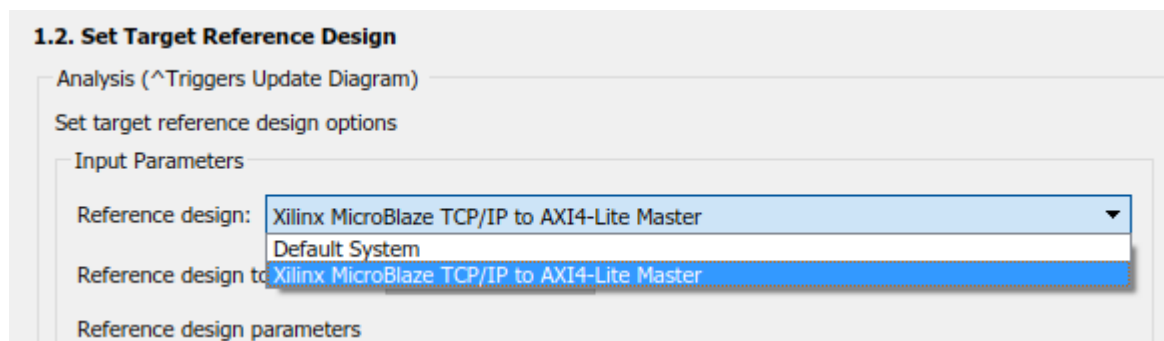 1.2. Set Target Reference Design
Analysis (^Triggers Update Diagram)
Set target reference design options
Input Parameters
Reference design: Xilinx MicroBlaze TCP/IP to AXI4-Lite Master
Default System
Reference design to Xilinx MicroBlaze TCP/IP to AXI4-Lite Master
Reference design parameters